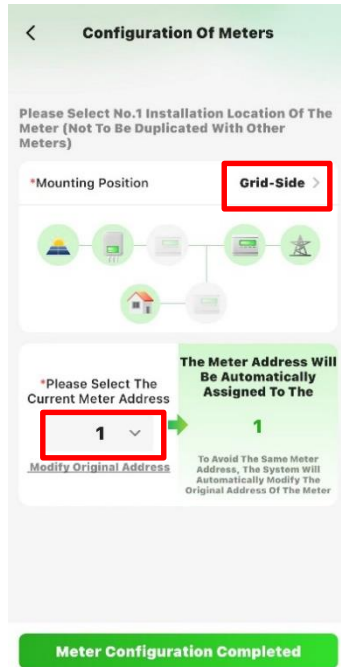 Configuration Of Meters
Please Select No.1 Installation Location Of The
Meter (Not To Be Duplicated With Other
Meters)
*Mounting Position
Grid-Side
*Please Select The
Current Meter Address
1
Modify Original Address
The Meter Address Will
Be Automatically
Assigned To The
1
To Avoid The Same Meter
Address, The System Will
Automatically Modify The
Original Address Of The Meter
Meter Configuration Completed